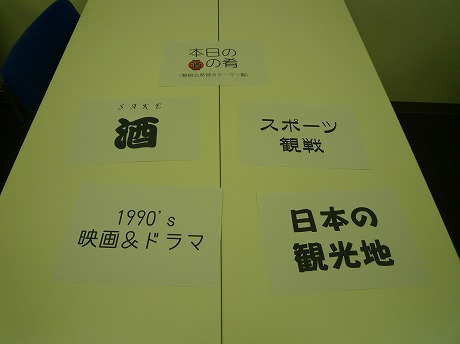 本日の
酒の肴
SAKE
酒
スポーツ
観戦
1990's
映画&ドラマ
日本の
観光地